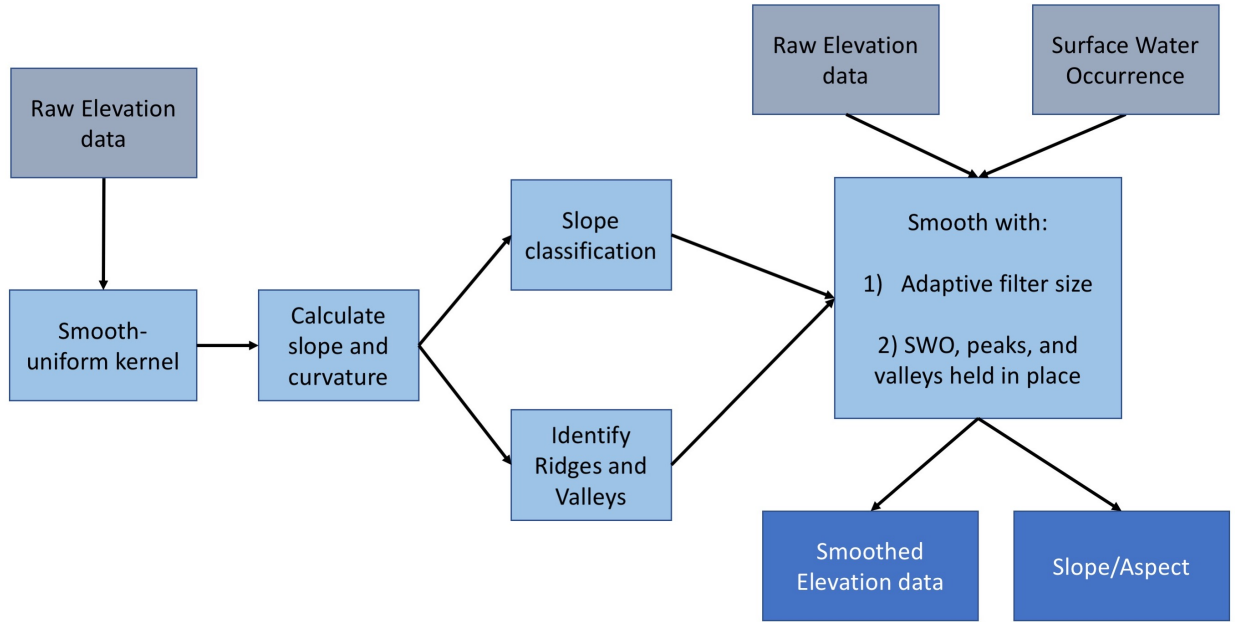 Raw Elevation
data
Smooth-
uniform kernel
Calculate
slope and
curvature
Slope
classification
Identify
Ridges and
Valleys
Raw Elevation
data
Surface Water
Occurrence
Smooth with:
1) Adaptive filter size
2) SWO, peaks, and
valleys held in place
Smoothed
Elevation data
Slope/Aspect